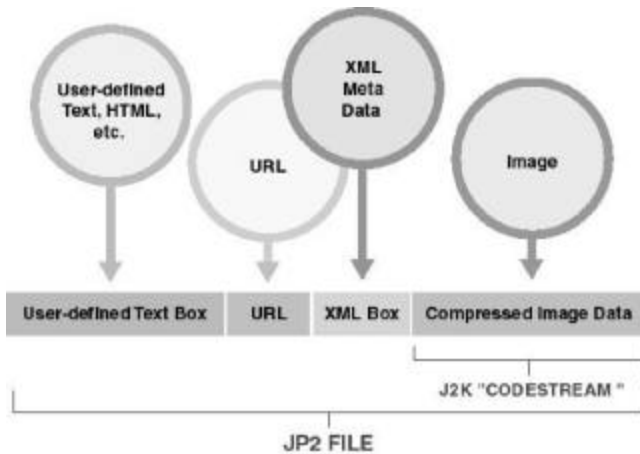 User-defined
Text, HTML,
etc.
URL
XML
Meta
Data
Image
User-defined Text Box
URL
XML Box
Compressed Image Data
J2K "CODESTREAM "
JP2 FILE